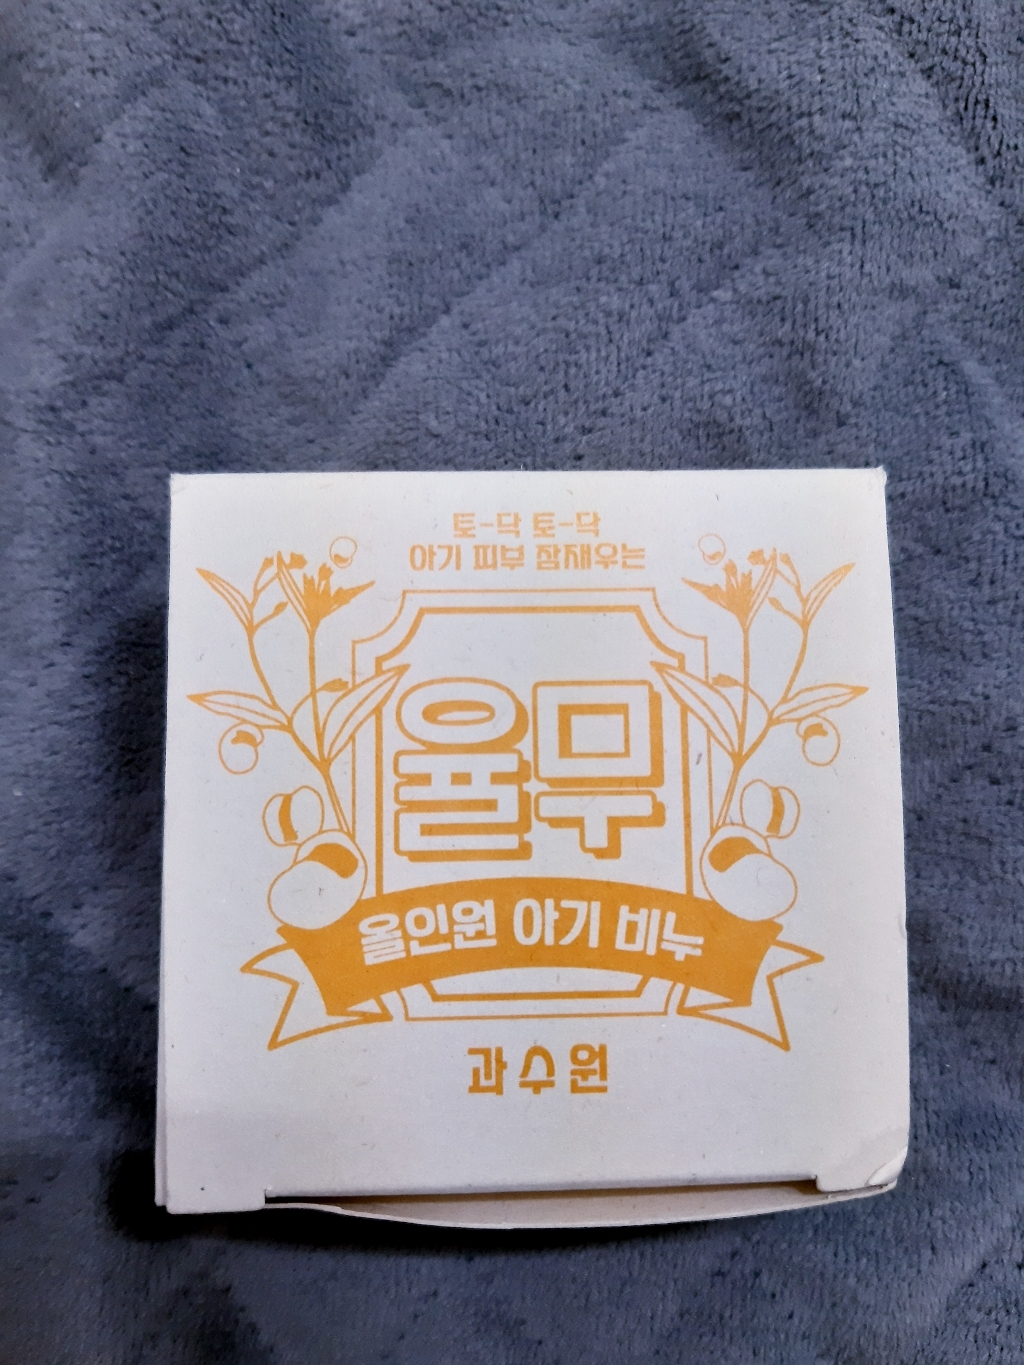 토-닥 토-닥
아기 피부 잠재우는
율무
올인원 아기 비누
과수원